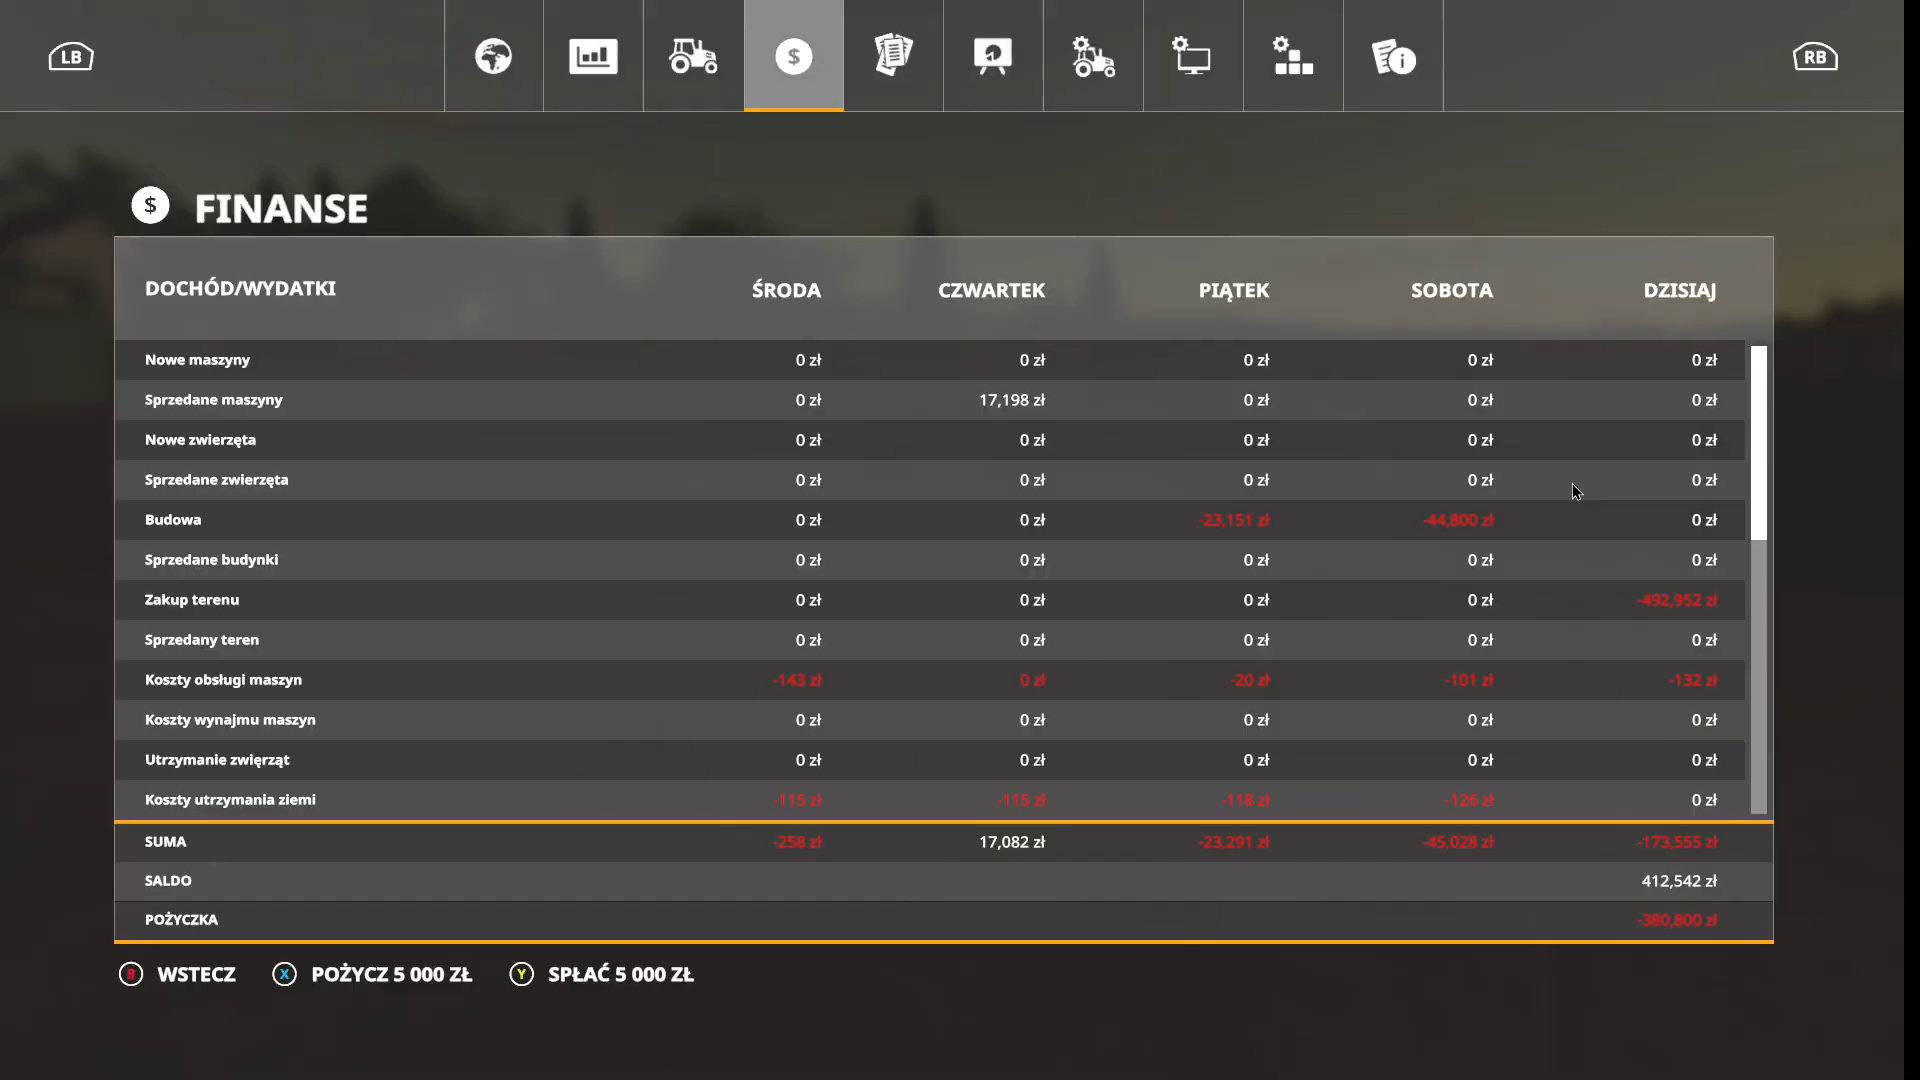 LB
RB
$ FINANSE
DOCHÓD/WYDATKI ŚRODA CZWARTEK PIĄTEK SOBOTA DZISIAJ
Nowe maszyny 0 zł 0 zł 0 zł 0 zł 0 zł
Sprzedane maszyny 0 zł 17,198 zł 0 zł 0 zł 0 zł
Nowe zwierzęta 0 zł 0 zł 0 zł 0 zł 0 zł
Sprzedane zwierzęta 0 zł 0 zł 0 zł 0 zł 0 zł
Budowa 0 zł 0 zł -23,151 zł -44,800 zł 0 zł
Sprzedane budynki 0 zł 0 zł 0 zł 0 zł 0 zł
Zakup terenu 0 zł 0 zł 0 zł 0 zł -492,952 zł
Sprzedany teren 0 zł 0 zł 0 zł 0 zł 0 zł
Koszty obsługi maszyn -143 zł 0 zł -20 zł -101 zł -132 zł
Koszty wynajmu maszyn 0 zł 0 zł 0 zł 0 zł 0 zł
Utrzymanie zwięrząt 0 zł 0 zł 0 zł 0 zł 0 zł
Koszty utrzymania ziemi -115 zł -115 zł -118 zł -126 zł 0 zł
SUMA -258 zł 17,082 zł -23,291 zł -45,028 zł -173,555 zł
SALDO 412,542 zł
POŻYCZKA -380,800 zł
B WSTECZ X POŻYCZ 5 000 ZŁ Y SPŁAĆ 5 000 ZŁ